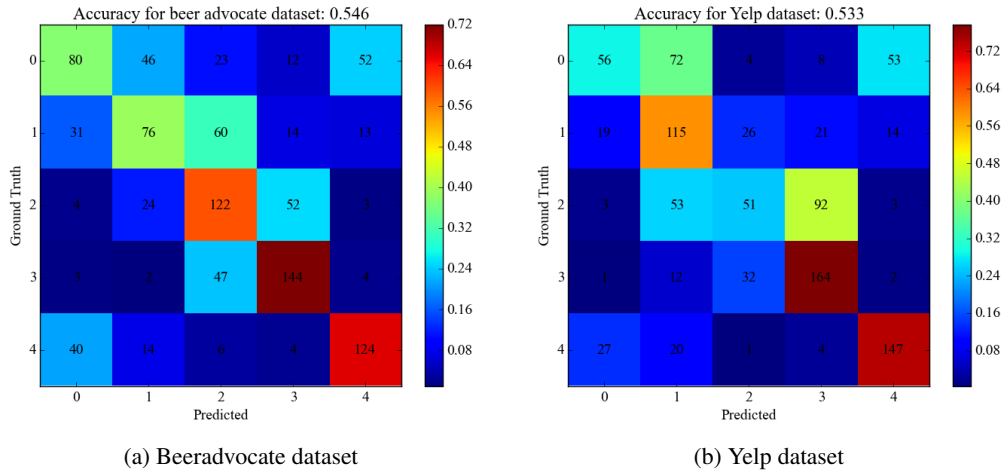 Accuracy for beer advocate dataset: 0.546
0.72
0 80 46 23 12 52
0.64
0.56
1 31 76 60 14 13
0.48
0.40
Ground Truth
2 4 24 122 52 3
0.32
0.24
3 3 2 47 144 4
0.16
4 40 14 6 4 124
0.08
0 1 2 3 4
Predicted
(a) Beeradvocate dataset
Accuracy for Yelp dataset: 0.533
0 56 72 4 8 53
0.72
0.64
1 19 115 26 21 14
0.56
0.48
Ground Truth
2 53 51 92 3
0.40
0.32
3 1 12 32 164 2
0.24
0.16
4 27 20 1 4 147
0.08
0 1 2 3 4
Predicted
(b) Yelp dataset